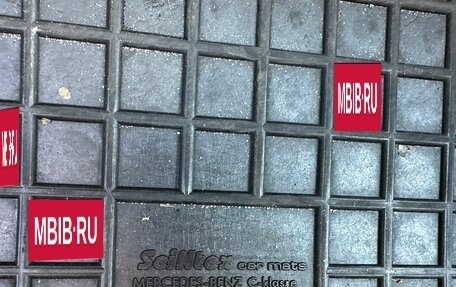 MBIB·RU
MBIB·RU
SciNtex car mats
MERCEDES-BENZ C-klasse